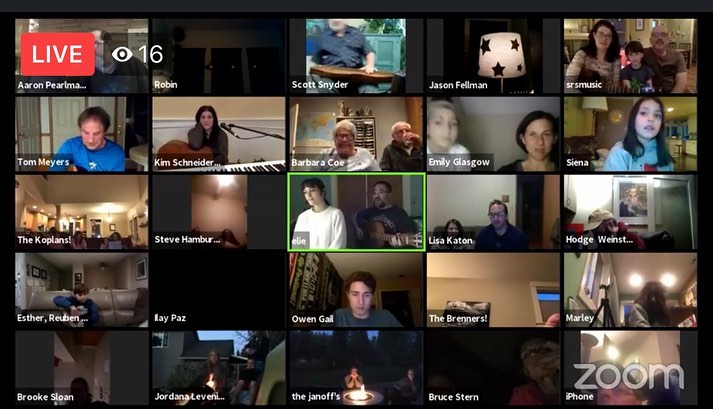 LIVE 16
Aaron Pearlma...
Robin
Scott Snyder
Jason Fellman
srsmusic
Tom Meyers
Kim Schneider...
Barbara Coe
Emily Glasgow
Siena
The Koplans!
Steve Hambur...
elie
Lisa Katon
Hodge Weinst...
Esther, Reuben ...
Ilay Paz
Owen Gail
The Brenners!
Marley
Brooke Sloan
Jordana Leveni...
the janoff's
Bruce Stern
iPhone
zoom